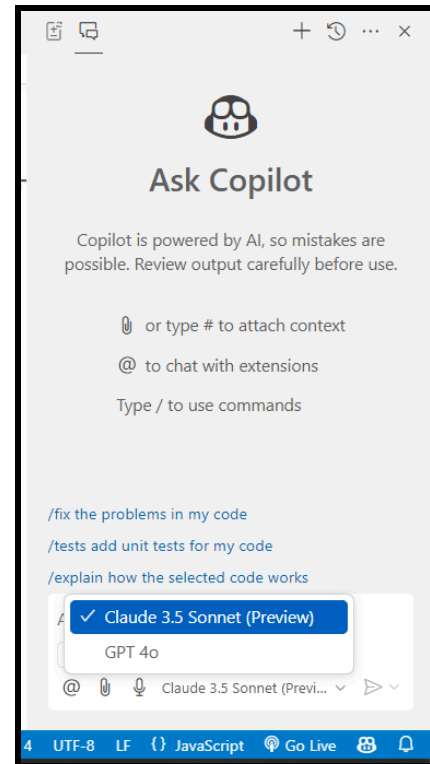 Ask Copilot
Copilot is powered by AI, so mistakes are
possible. Review output carefully before use.
or type # to attach context
@ to chat with extensions
Type / to use commands
/fix the problems in my code
/tests add unit tests for my code
/explain how the selected code works
Claude 3.5 Sonnet (Preview)
GPT 4o
@ Claude 3.5 Sonnet (Previ...
4 UTF-8 LF {} JavaScript Go Live